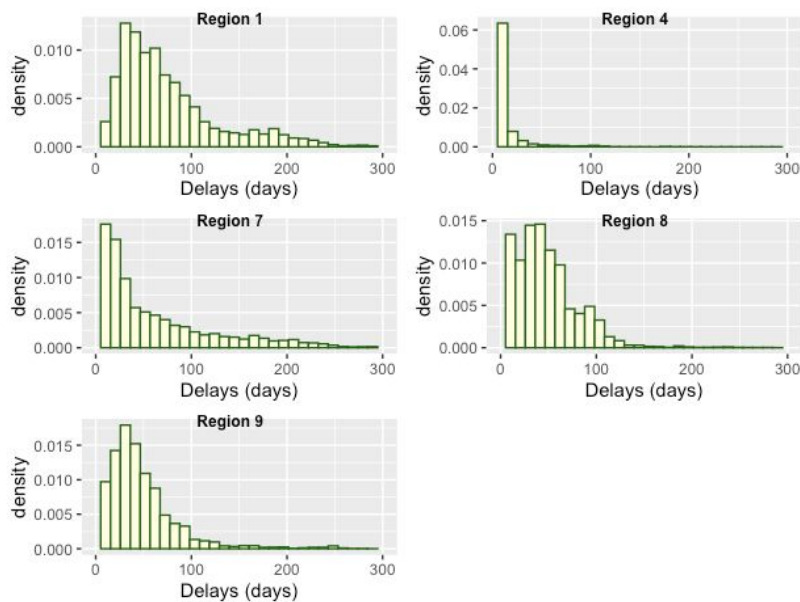 Region 1
density
0.010
0.005
0.000
0 100 200 300
Delays (days)
Region 4
density
0.06
0.04
0.02
0.00
0 100 200 300
Delays (days)
Region 7
density
0.015
0.010
0.005
0.000
0 100 200 300
Delays (days)
Region 8
density
0.015
0.010
0.005
0.000
0 100 200 300
Delays (days)
Region 9
density
0.015
0.010
0.005
0.000
0 100 200 300
Delays (days)